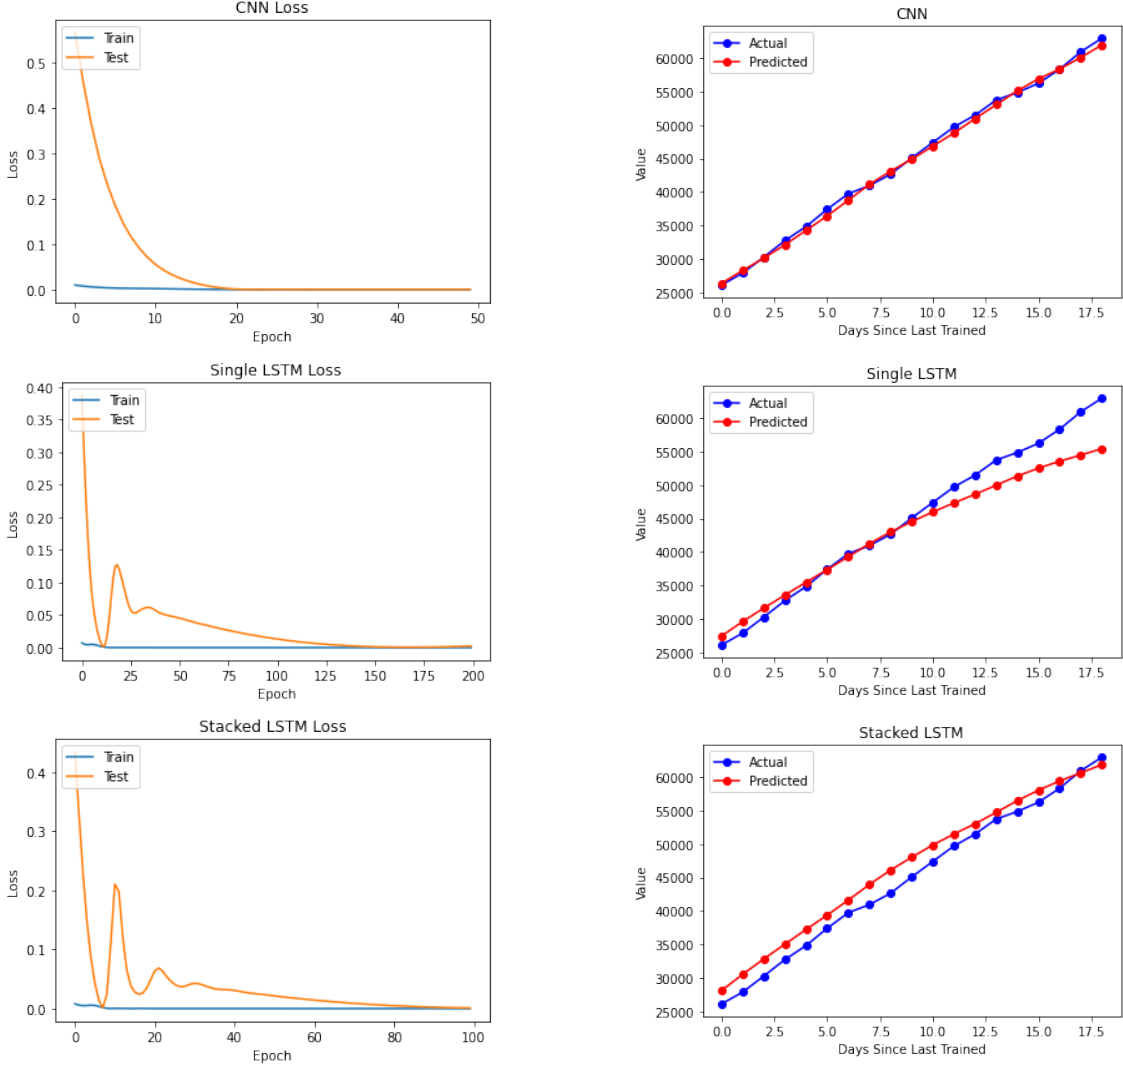 CNN Loss
Train
Test
0.5
0.4
0.3
0.2
0.1
0.0
Loss
0 10 20 30 40 50
Epoch
CNN
Actual
Predicted
60000
55000
50000
45000
40000
35000
30000
25000
Value
0.0 2.5 5.0 7.5 10.0 12.5 15.0 17.5
Days Since Last Trained
Single LSTM Loss
Train
Test
0.40
0.35
0.30
0.25
0.20
0.15
0.10
0.05
0.00
Loss
0 25 50 75 100 125 150 175 200
Epoch
Single LSTM
Actual
Predicted
60000
55000
50000
45000
40000
35000
30000
25000
Value
0.0 2.5 5.0 7.5 10.0 12.5 15.0 17.5
Days Since Last Trained
Stacked LSTM Loss
Train
Test
0.4
0.3
0.2
0.1
0.0
Loss
0 20 40 60 80 100
Epoch
Stacked LSTM
Actual
Predicted
60000
55000
50000
45000
40000
35000
30000
25000
Value
0.0 2.5 5.0 7.5 10.0 12.5 15.0 17.5
Days Since Last Trained